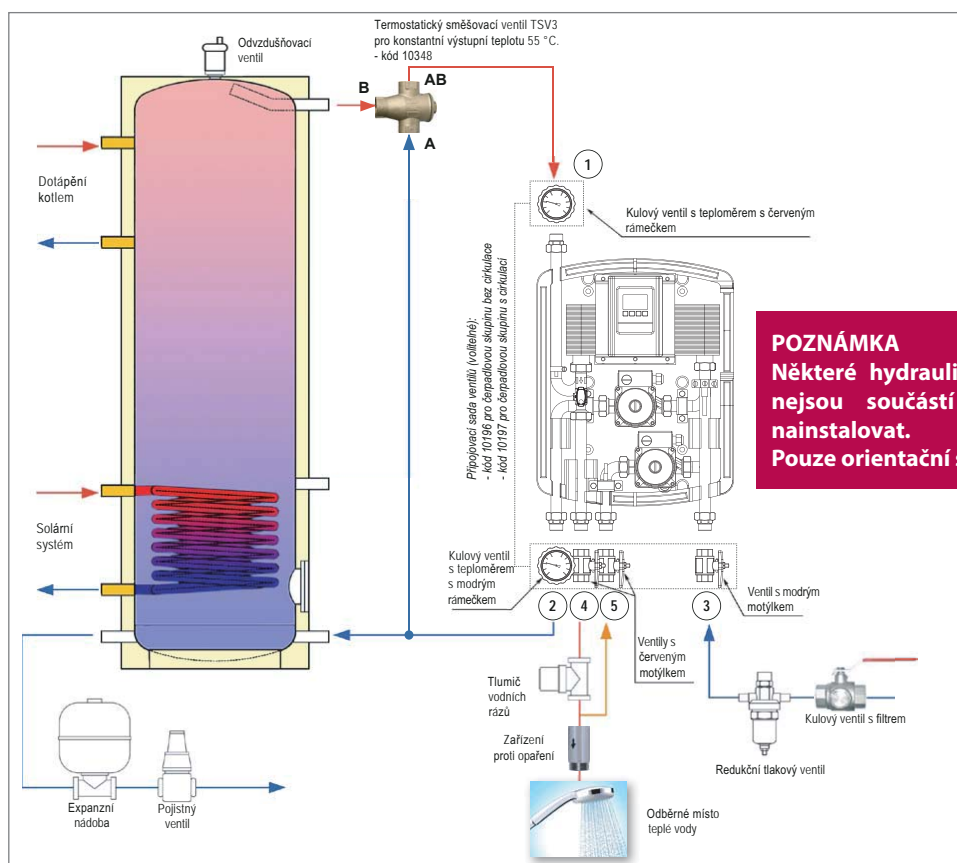 Termostatický směšovací ventil TSV3
pro konstantní výstupní teplotu 55 °C.
- kód 10348
Odvzdušňovací
ventil
B
AB
A
1
Dotápění
kotlem
Kulový ventil s teploměrem s červeným
rámečkem
Připojovací sada ventilů (volitelné):
- kód 10196 pro čerpadlovou skupinu bez cirkulace
- kód 10197 pro čerpadlovou skupinu s cirkulací
POZNÁMKA
Některé hydrauli
nejsou součástí
nainstalovat.
Pouze orientační s
Solární
systém
Kulový ventil
s teploměrem
s modrým
rámečkem
2
4
5
3
Ventil s modrým
motýlkem
Ventily s
červeným
motýlkem
Tlumič
vodních
rázů
Kulový ventil s filtrem
Zařízení
proti opaření
Redukční tlakový ventil
Expanzní
nádoba
Pojistný
ventil
Odběrné místo
teplé vody